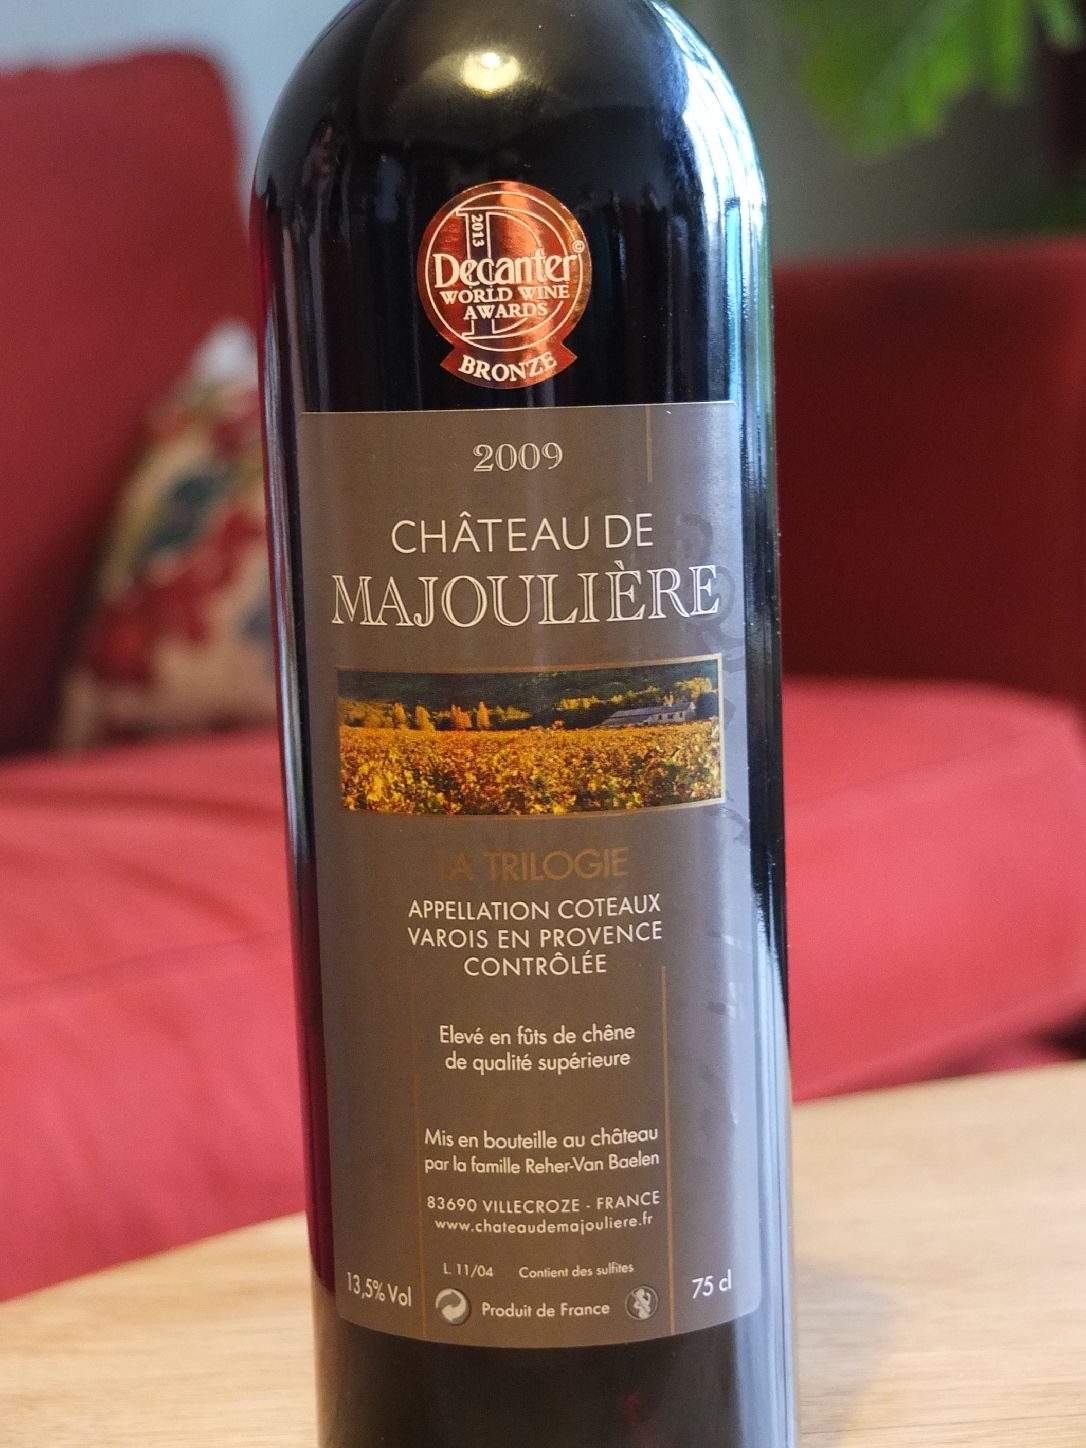 2013
Decanter©
WORLD WINE
AWARDS
BRONZE
2009
CHÂTEAU DE
MAJOULIÈRE
LA TRILOGIE
APPELLATION COTEAUX
VAROIS EN PROVENCE
CONTRÔLÉE
Elevé en fûts de chêne
de qualité supérieure
Mis en bouteille au château
par la famille Reher-Van Baelen
83690 VILLECROZE - FRANCE
www.chateaudemajouliere.fr
L 11/04 Contient des sulfites
13,5% Vol Produit de France 75 cl